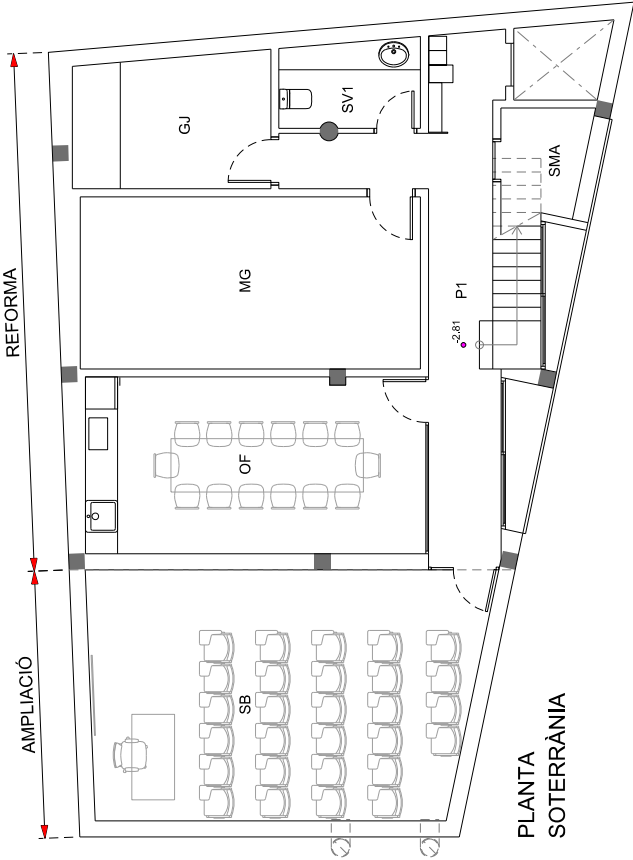 REFORMA
AMPLIACIÓ
GJ
SV1
SMA
MG
P1
-2.81
OF
SB
PLANTA
SOTERRÀNIA